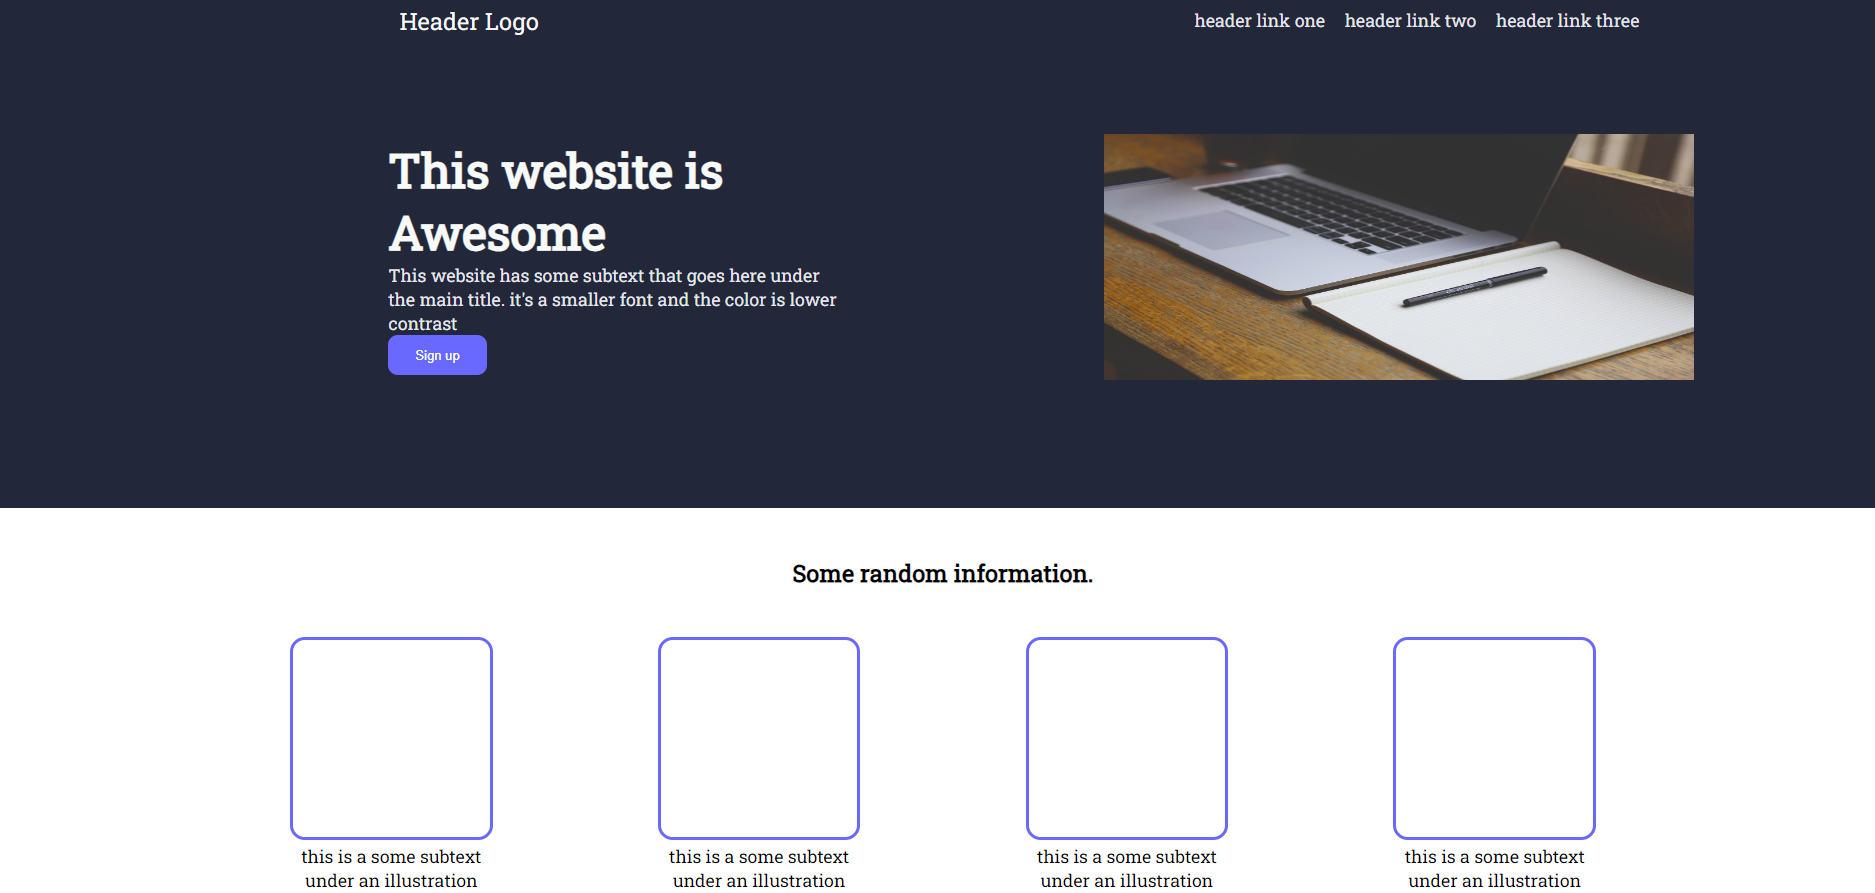 Header Logo
header link one
header link two
header link three
This website is
Awesome
This website has some subtext that goes here under
the main title. it's a smaller font and the color is lower
contrast
Sign up
Some random information.
this is a some subtext
under an illustration
this is a some subtext
under an illustration
this is a some subtext
under an illustration
this is a some subtext
under an illustration